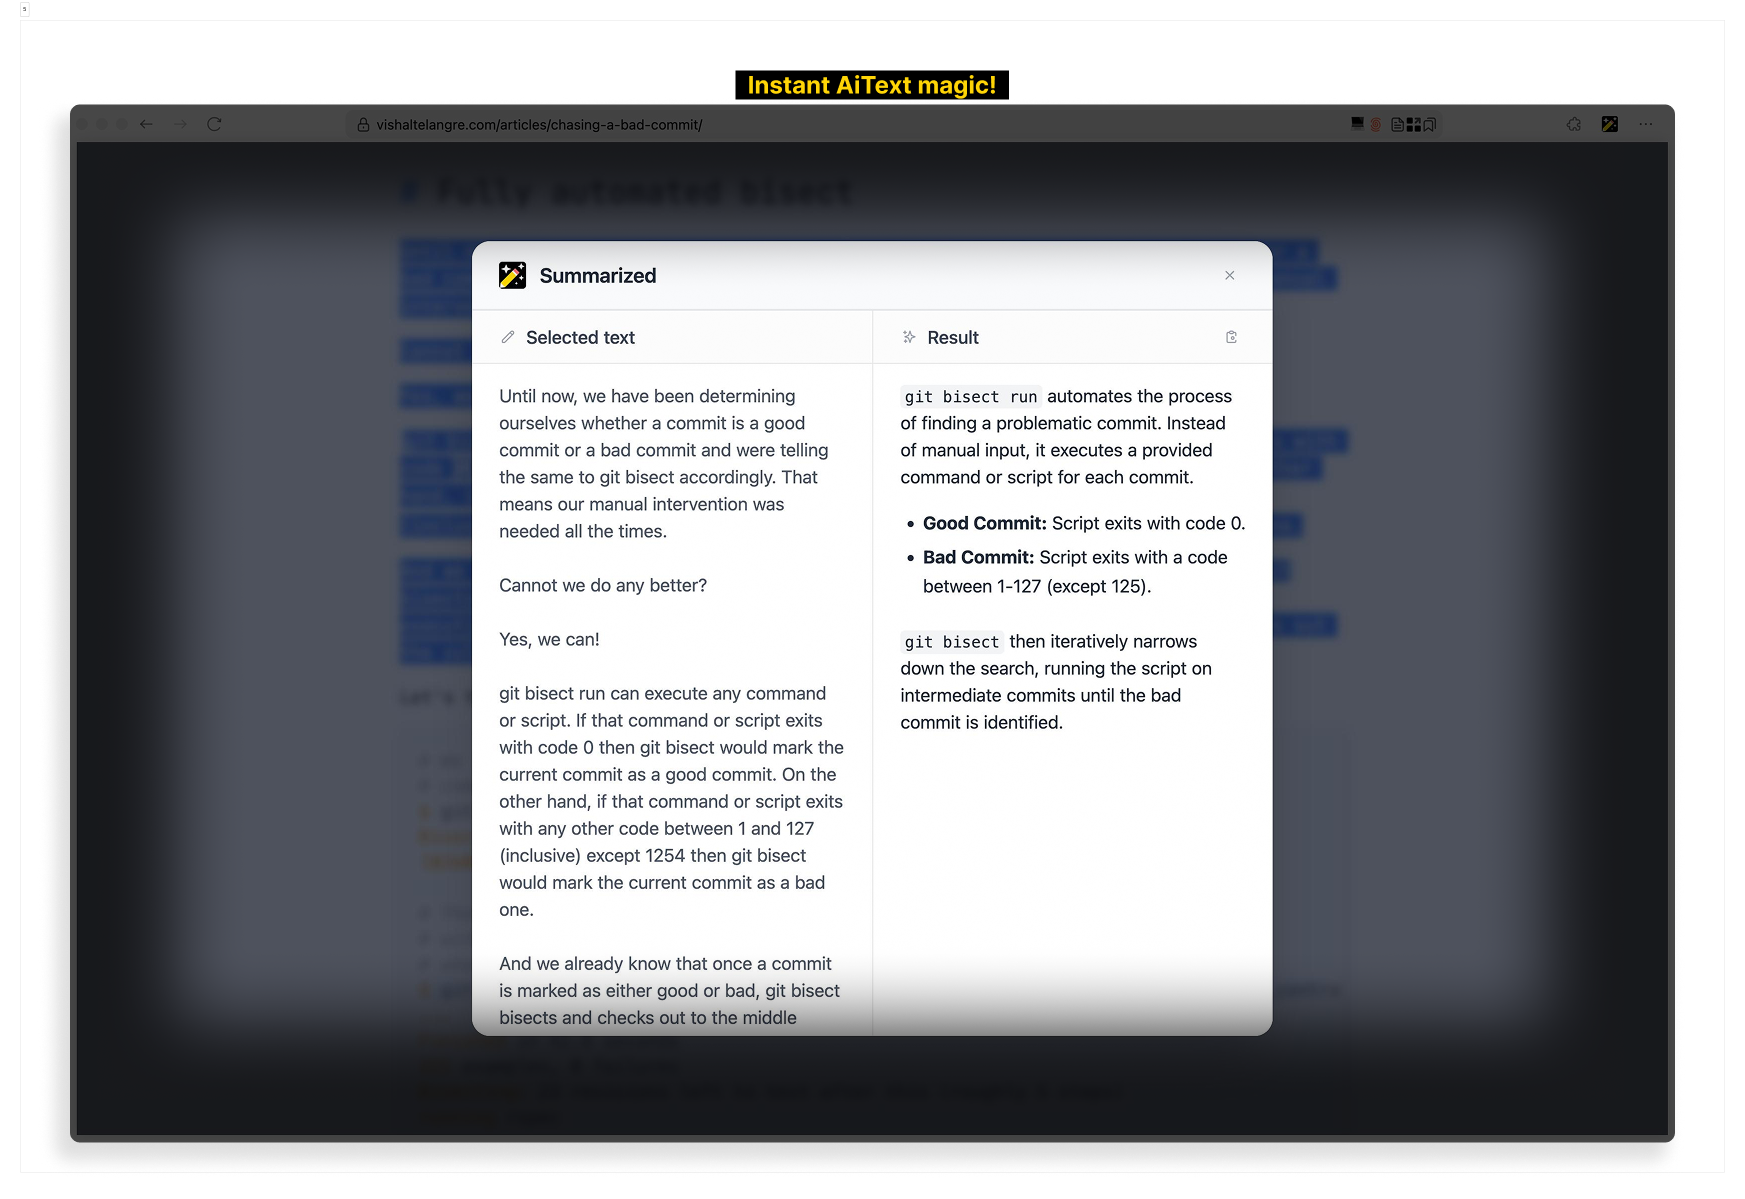 5
Instant AiText magic!
vishaltelangre.com/articles/chasing-a-bad-commit/
# Fully automated bisect
Summarized
Selected text
Until now, we have been determining
ourselves whether a commit is a good
commit or a bad commit and were telling
the same to git bisect accordingly. That
means our manual intervention was
needed all the times.
Cannot we do any better?
Yes, we can!
git bisect run can execute any command
or script. If that command or script exits
with code 0 then git bisect would mark the
current commit as a good commit. On the
other hand, if that command or script exits
with any other code between 1 and 127
(inclusive) except 1254 then git bisect
would mark the current commit as a bad
one.
And we already know that once a commit
is marked as either good or bad, git bisect
bisects and checks out to the middle
Result
git bisect run automates the process
of finding a problematic commit. Instead
of manual input, it executes a provided
command or script for each commit.
• Good Commit: Script exits with code 0.
• Bad Commit: Script exits with a code
between 1-127 (except 125).
git bisect then iteratively narrows
down the search, running the script on
intermediate commits until the bad
commit is identified.